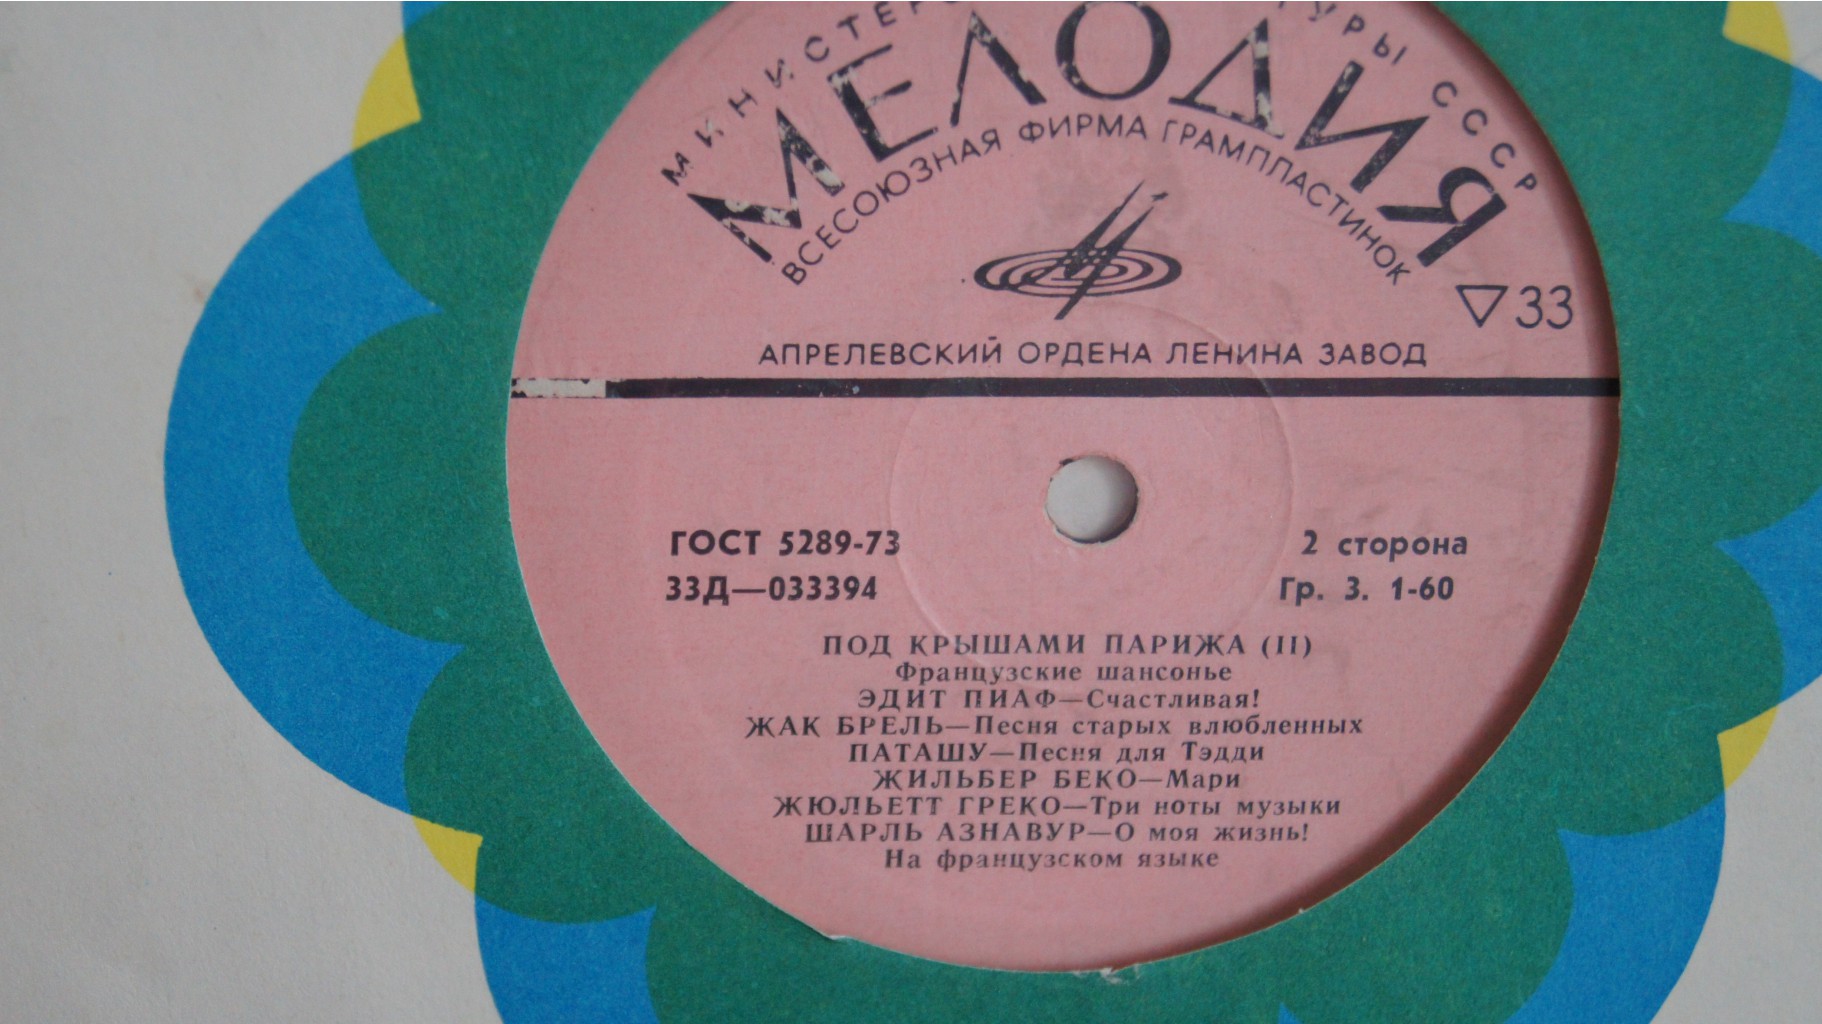 МЕЛОДИЯ
СССР
ВСЕСОЮЗНАЯ ФИРМА ГРАМПЛАСТИНОК
33
АПРЕЛЕВСКИЙ ОРДЕНА ЛЕНИНА ЗАВОД
ГОСТ 5289-73
2 сторона
33Д—033394
Гр. 3. 1-60
ПОД КРЫШАМИ ПАРИЖА (II)
Французские шансонье
ЭДИТ ПИАФ—Счастливая!
ЖАК БРЕЛЬ—Песня старых влюбленных
ПАТАШУ—Песня для Тэдди
ЖИЛЬБЕР БЕКО—Мари
ЖЮЛЬЕТТ ГРЕКО—Три ноты музыки
ШАРЛЬ АЗНАВУР—О моя жизнь!
На французском языке